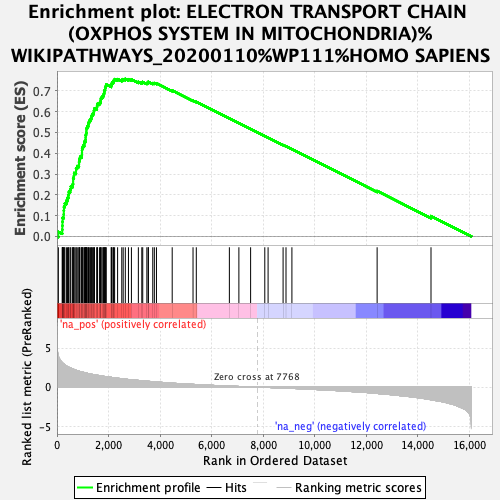 Enrichment plot: ELECTRON TRANSPORT CHAIN
(OXPHOS SYSTEM IN MITOCHONDRIA)%
WIKIPATHWAYS_20200110%WP111%HOMO SAPIENS
Enrichment score (ES)
0.7
0.6
0.5
0.4
0.3
0.2
0.1
0.0
'na_pos' (positively correlated)
Ranked list metric (PreRanked)
5
0
-5
Zero cross at 7768
'na_neg' (negatively correlated)
0 2,000 4,000 6,000 8,000 10,000 12,000 14,000 16,000
Rank in Ordered Dataset
Enrichment profile Hits Ranking metric scores